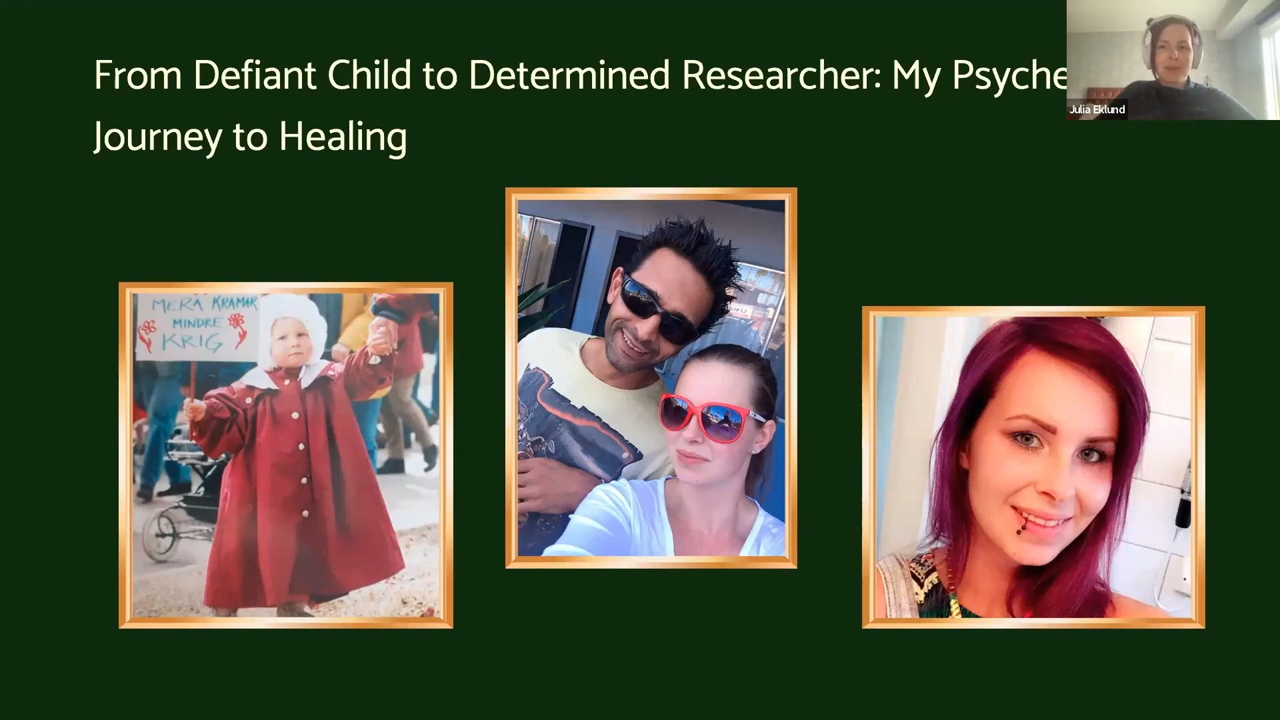 From Defiant Child to Determined Researcher: My Psyche
Journey to Healing
Julia Eklund
MERA KRAMAR
MINDRE
KRIG